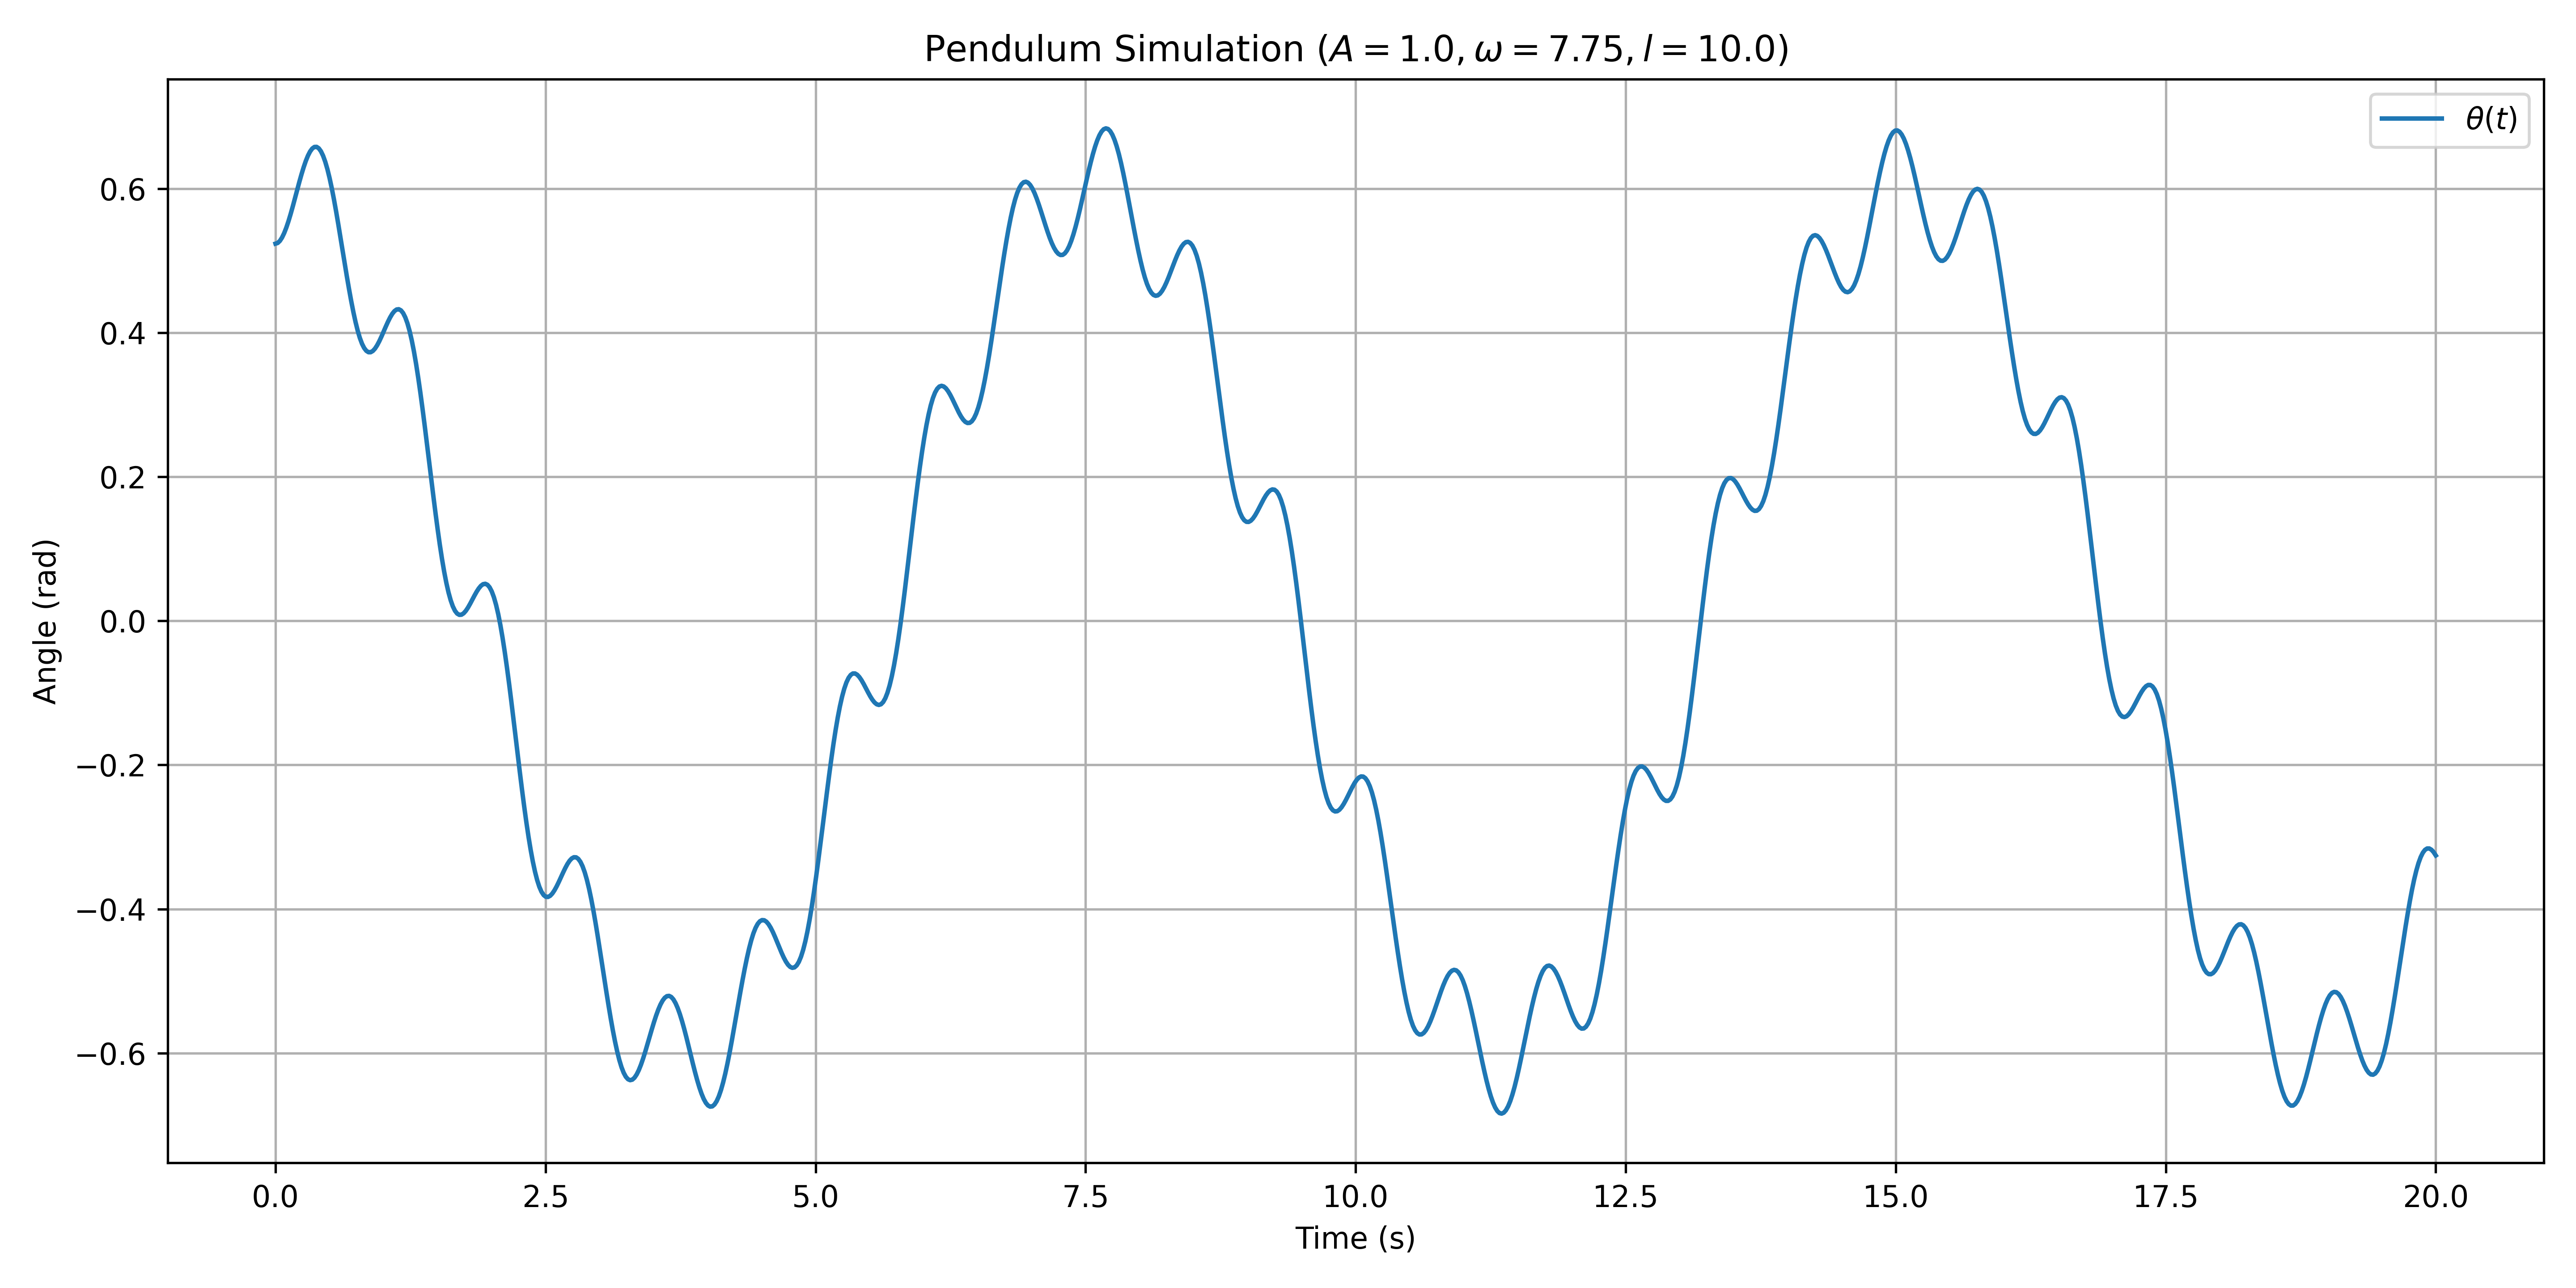 Pendulum Simulation (A = 1.0, ω = 7.75, l = 10.0)
θ(t)
0.6
0.4
0.2
0.0
−0.2
−0.4
−0.6
Angle (rad)
0.0 2.5 5.0 7.5 10.0 12.5 15.0 17.5 20.0
Time (s)